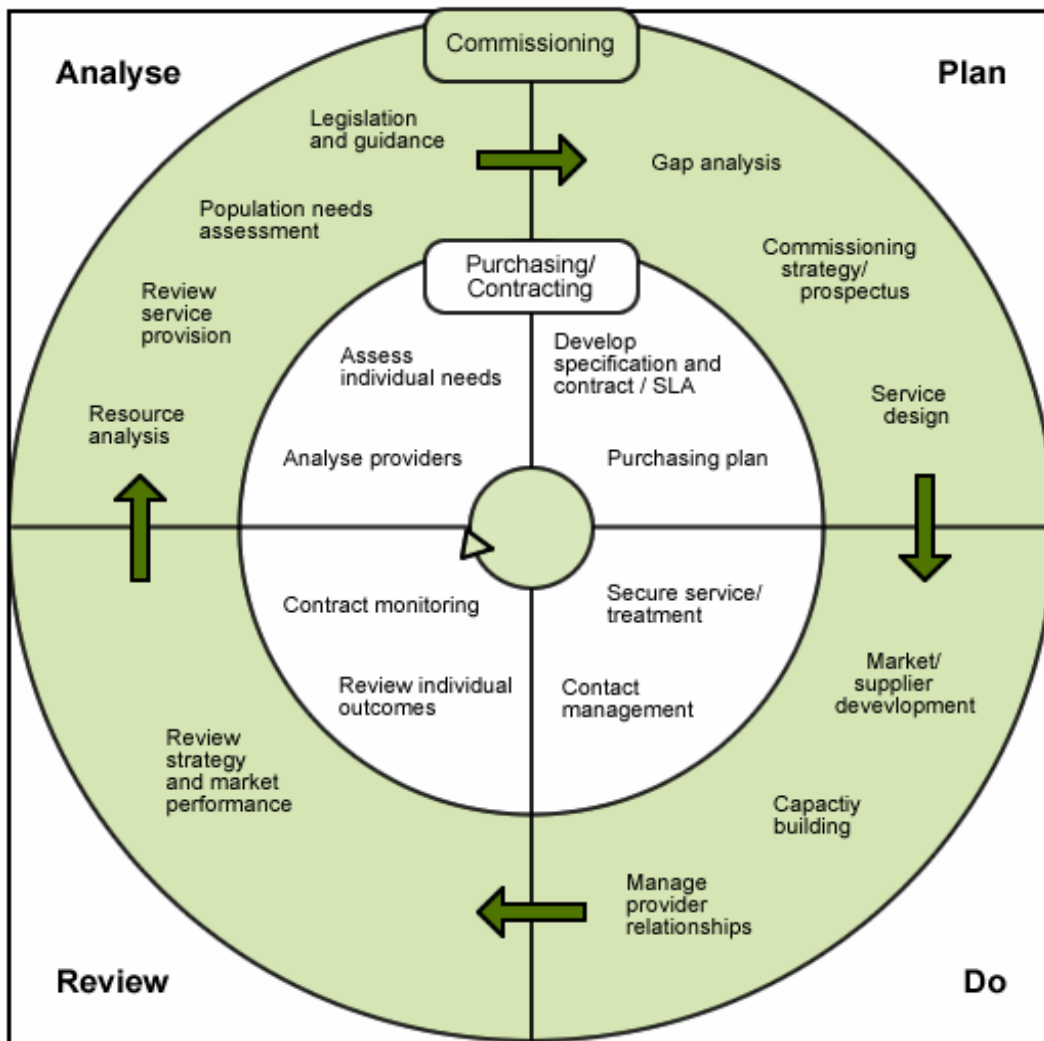 Commissioning
Analyse
Plan
Legislation
and guidance
Gap analysis
Population needs
assessment
Commissioning
strategy/
prospectus
Purchasing/
Contracting
Review
service
provision
Assess
individual needs
Develop
specification and
contract / SLA
Resource
analysis
Service
design
Analyse providers
Purchasing plan
Contract monitoring
Secure service/
treatment
Market/
supplier
devevlopment
Review individual
outcomes
Contact
management
Review
strategy
and market
performance
Capactiy
building
Manage
provider
relationships
Review
Do